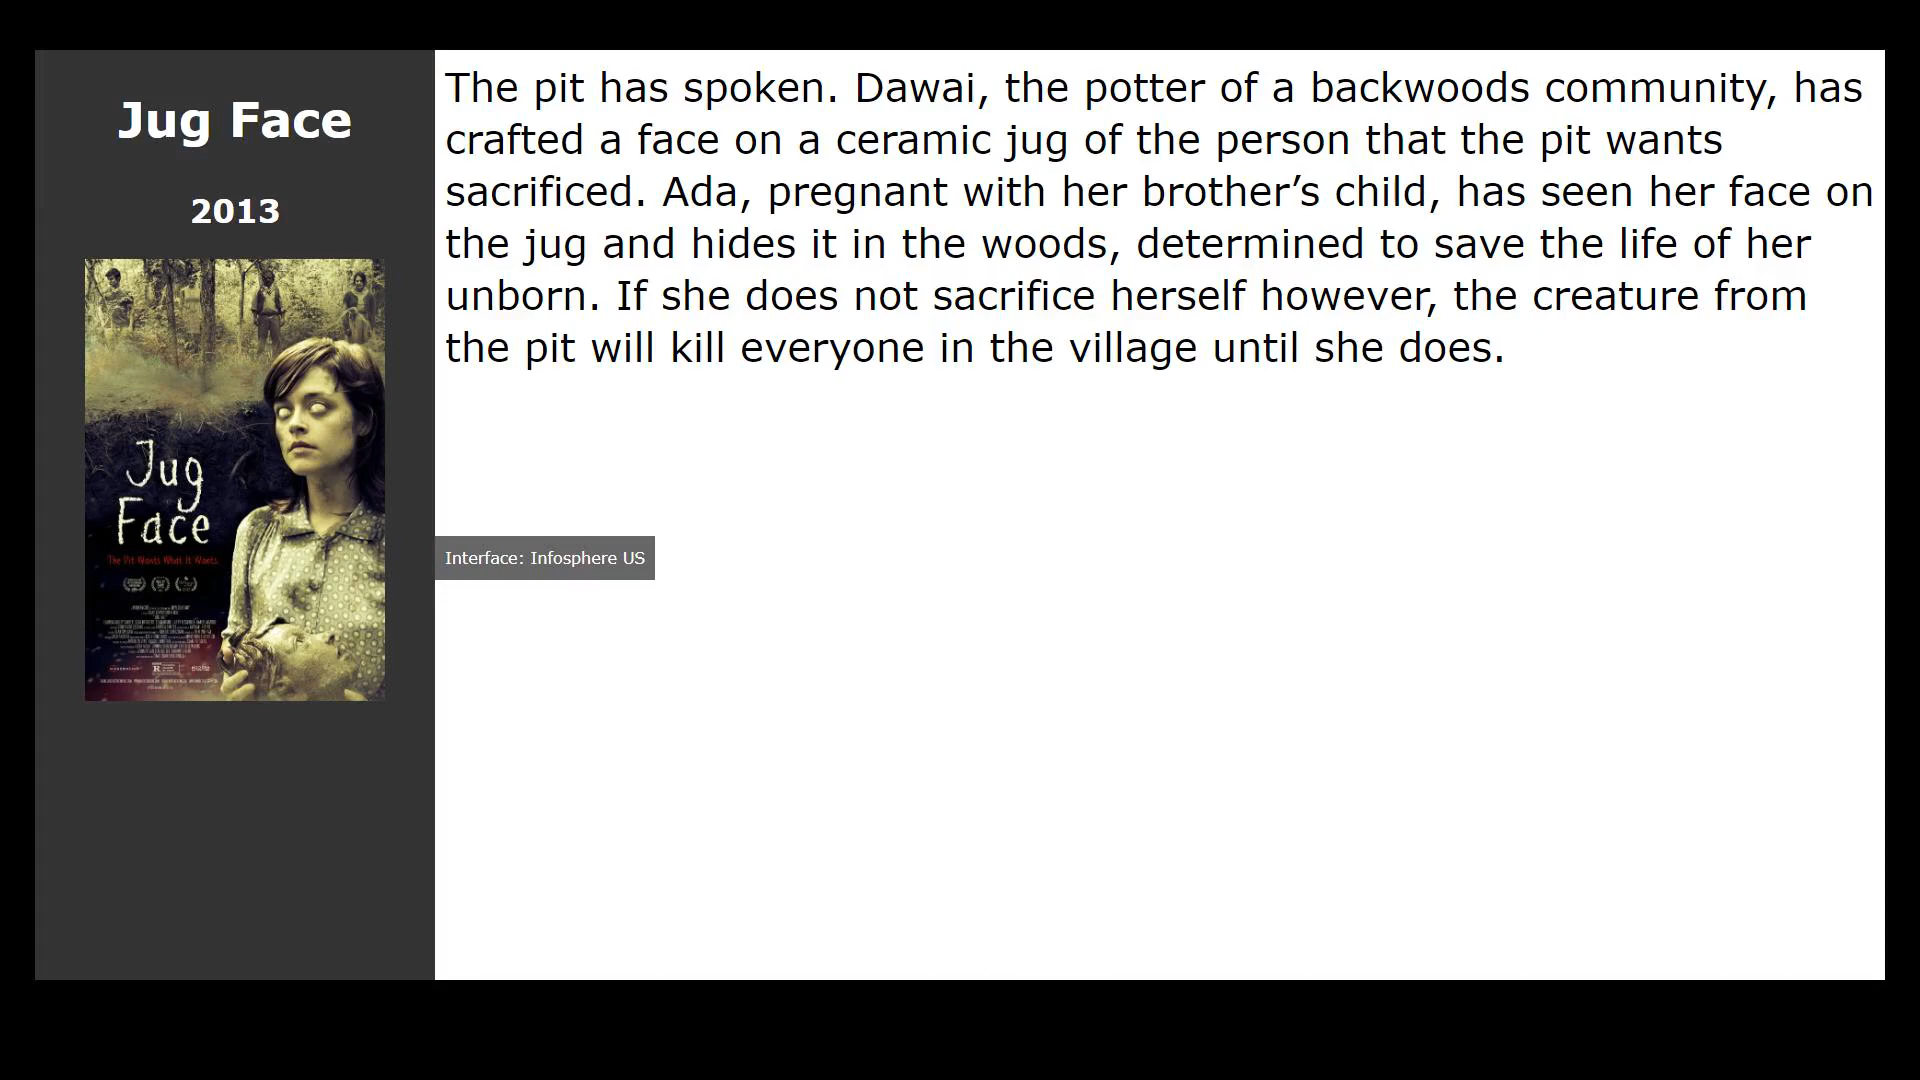 Jug Face
2013
Jug
Face
The Pit Wants What It Wants.
The pit has spoken. Dawai, the potter of a backwoods community, has
crafted a face on a ceramic jug of the person that the pit wants
sacrificed. Ada, pregnant with her brother’s child, has seen her face on
the jug and hides it in the woods, determined to save the life of her
unborn. If she does not sacrifice herself however, the creature from
the pit will kill everyone in the village until she does.
Interface: Infosphere US